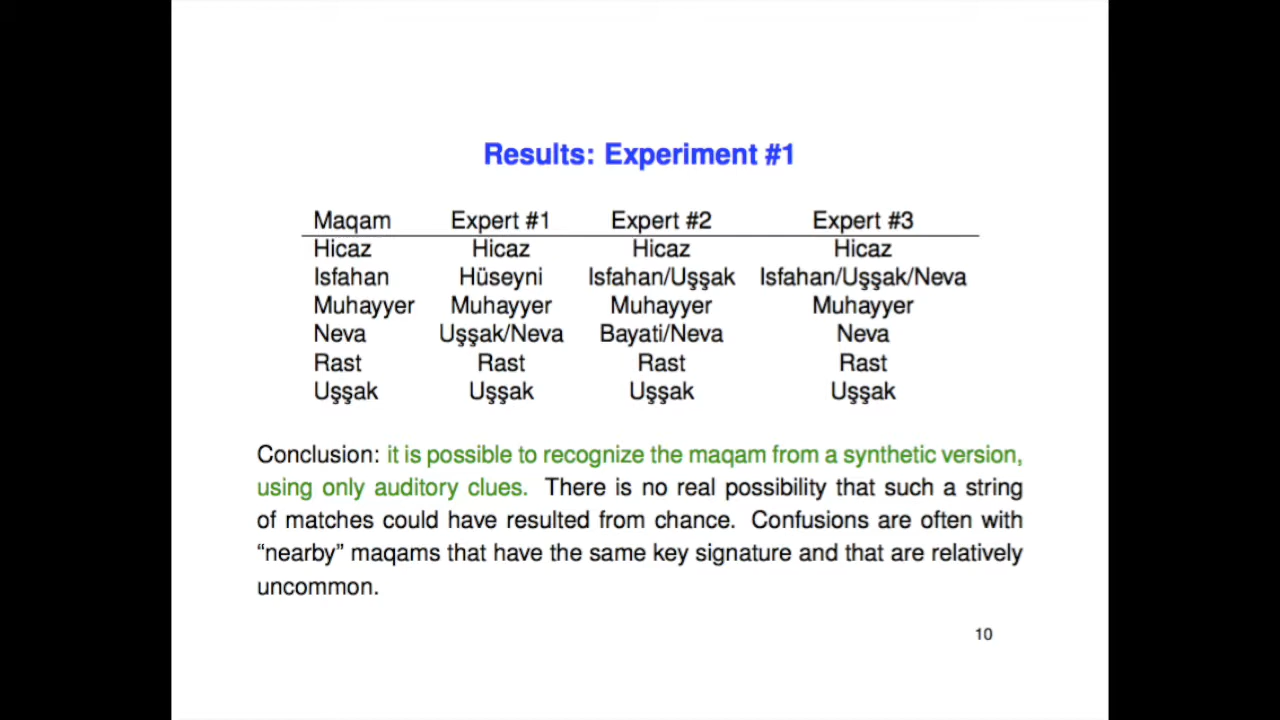 Results: Experiment #1
Maqam Expert #1 Expert #2 Expert #3
Hicaz Hicaz Hicaz Hicaz
Isfahan Hüseyni Isfahan/Uşşak Isfahan/Uşşak/Neva
Muhayyer Muhayyer Muhayyer Muhayyer
Neva Uşşak/Neva Bayati/Neva Neva
Rast Rast Rast Rast
Uşşak Uşşak Uşşak Uşşak
Conclusion: it is possible to recognize the maqam from a synthetic version,
using only auditory clues. There is no real possibility that such a string
of matches could have resulted from chance. Confusions are often with
“nearby” maqams that have the same key signature and that are relatively
uncommon.
10